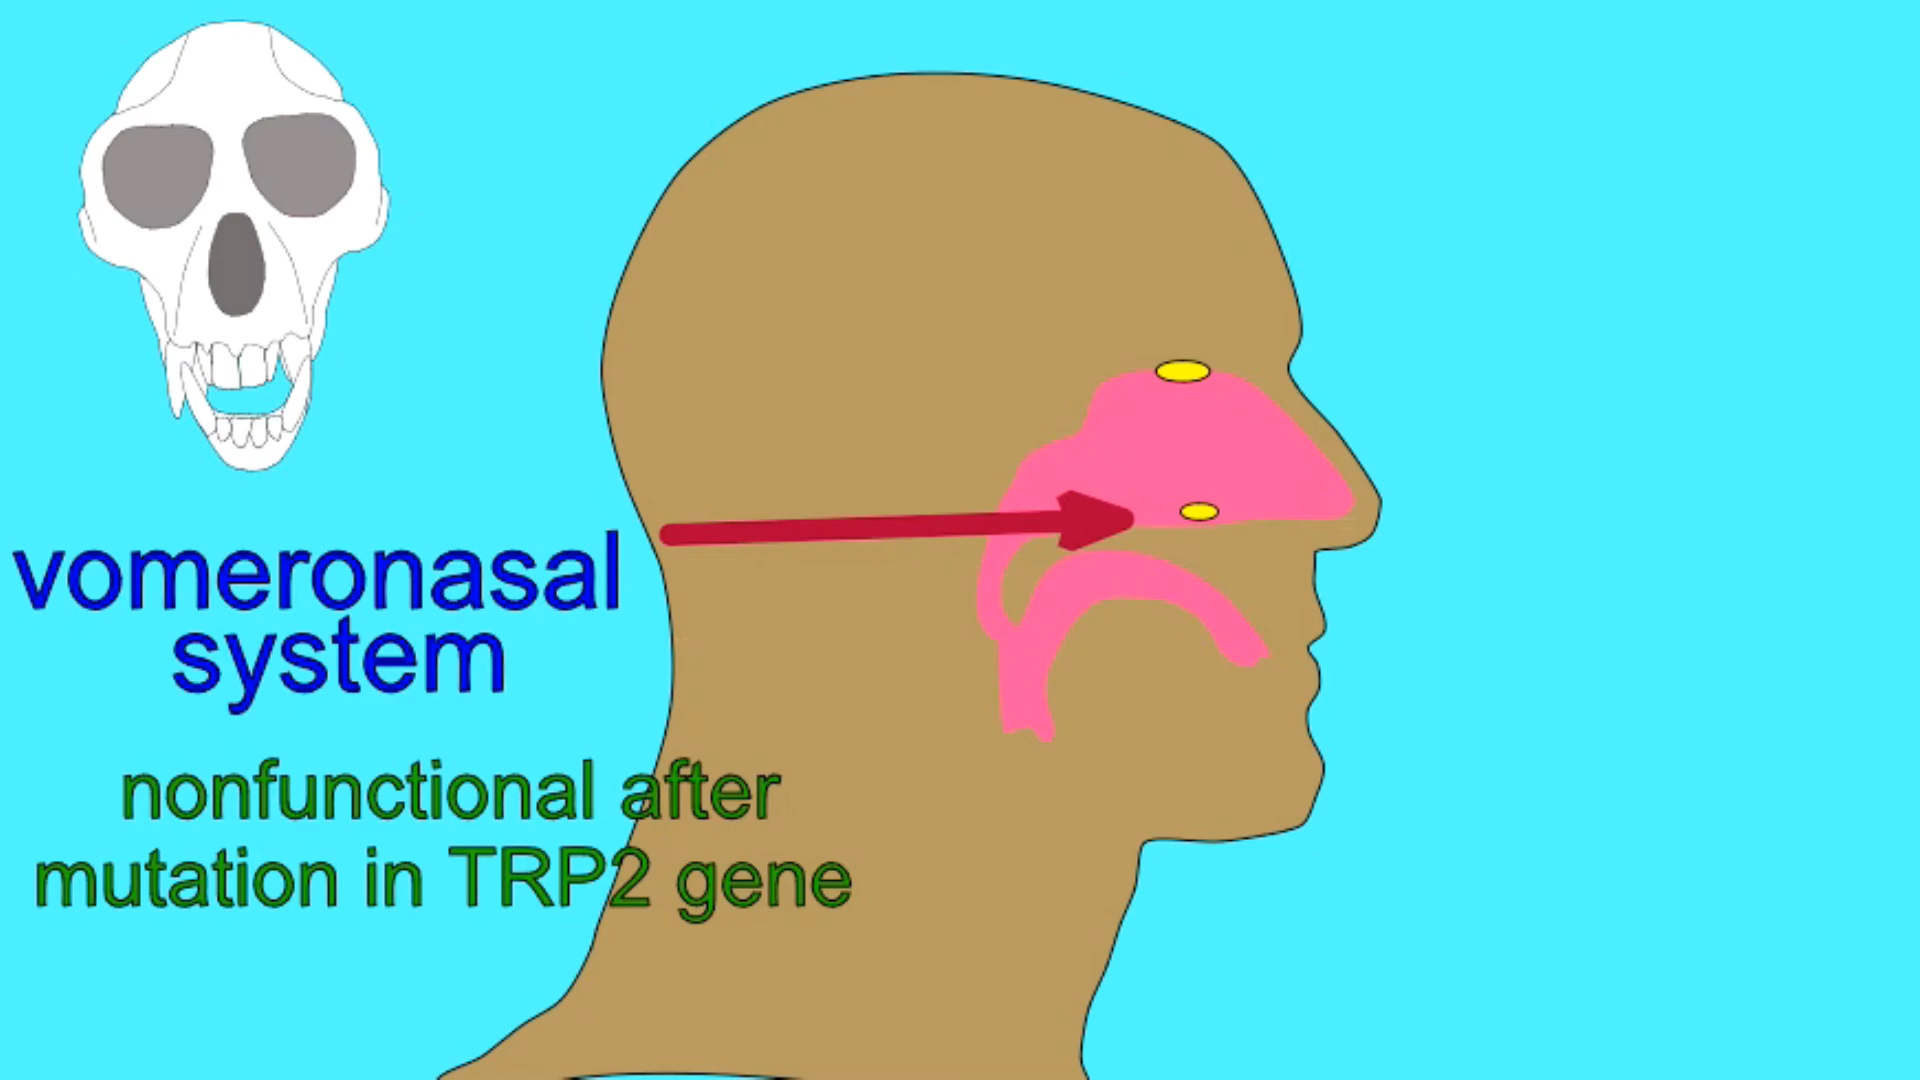 vomeronasal
system
nonfunctional after
mutation in TRP2 gene